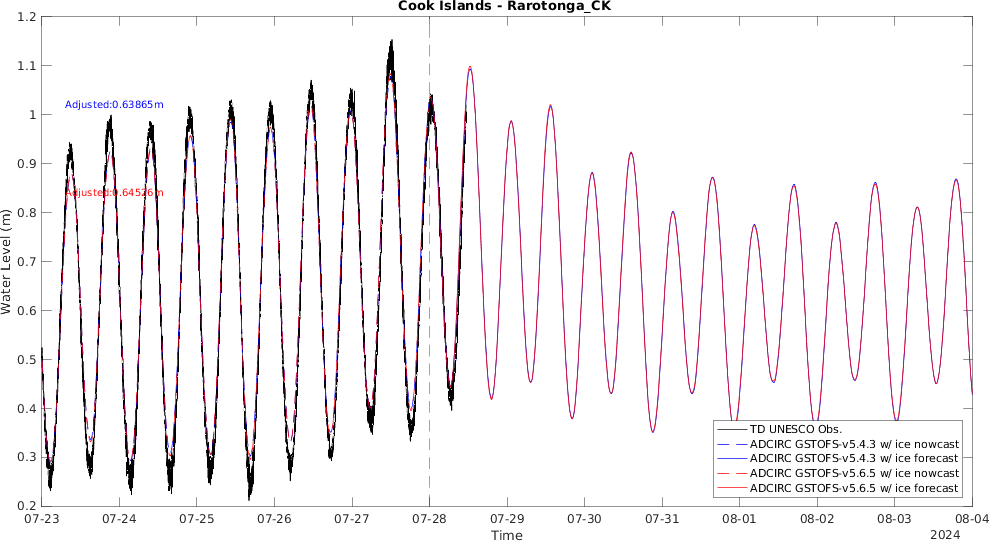 Cook Islands - Rarotonga_CK
1.2
1.1
1
0.9
0.8
0.7
0.6
0.5
0.4
0.3
0.2
Water Level (m)
Adjusted:0.63865m
Adjusted:0.64526m
TD UNESCO Obs.
ADCIRC GSTOFS-v5.4.3 w/ ice nowcast
ADCIRC GSTOFS-v5.4.3 w/ ice forecast
ADCIRC GSTOFS-v5.6.5 w/ ice nowcast
ADCIRC GSTOFS-v5.6.5 w/ ice forecast
07-23 07-24 07-25 07-26 07-27 07-28 07-29 07-30 07-31 08-01 08-02 08-03 08-04
Time
2024